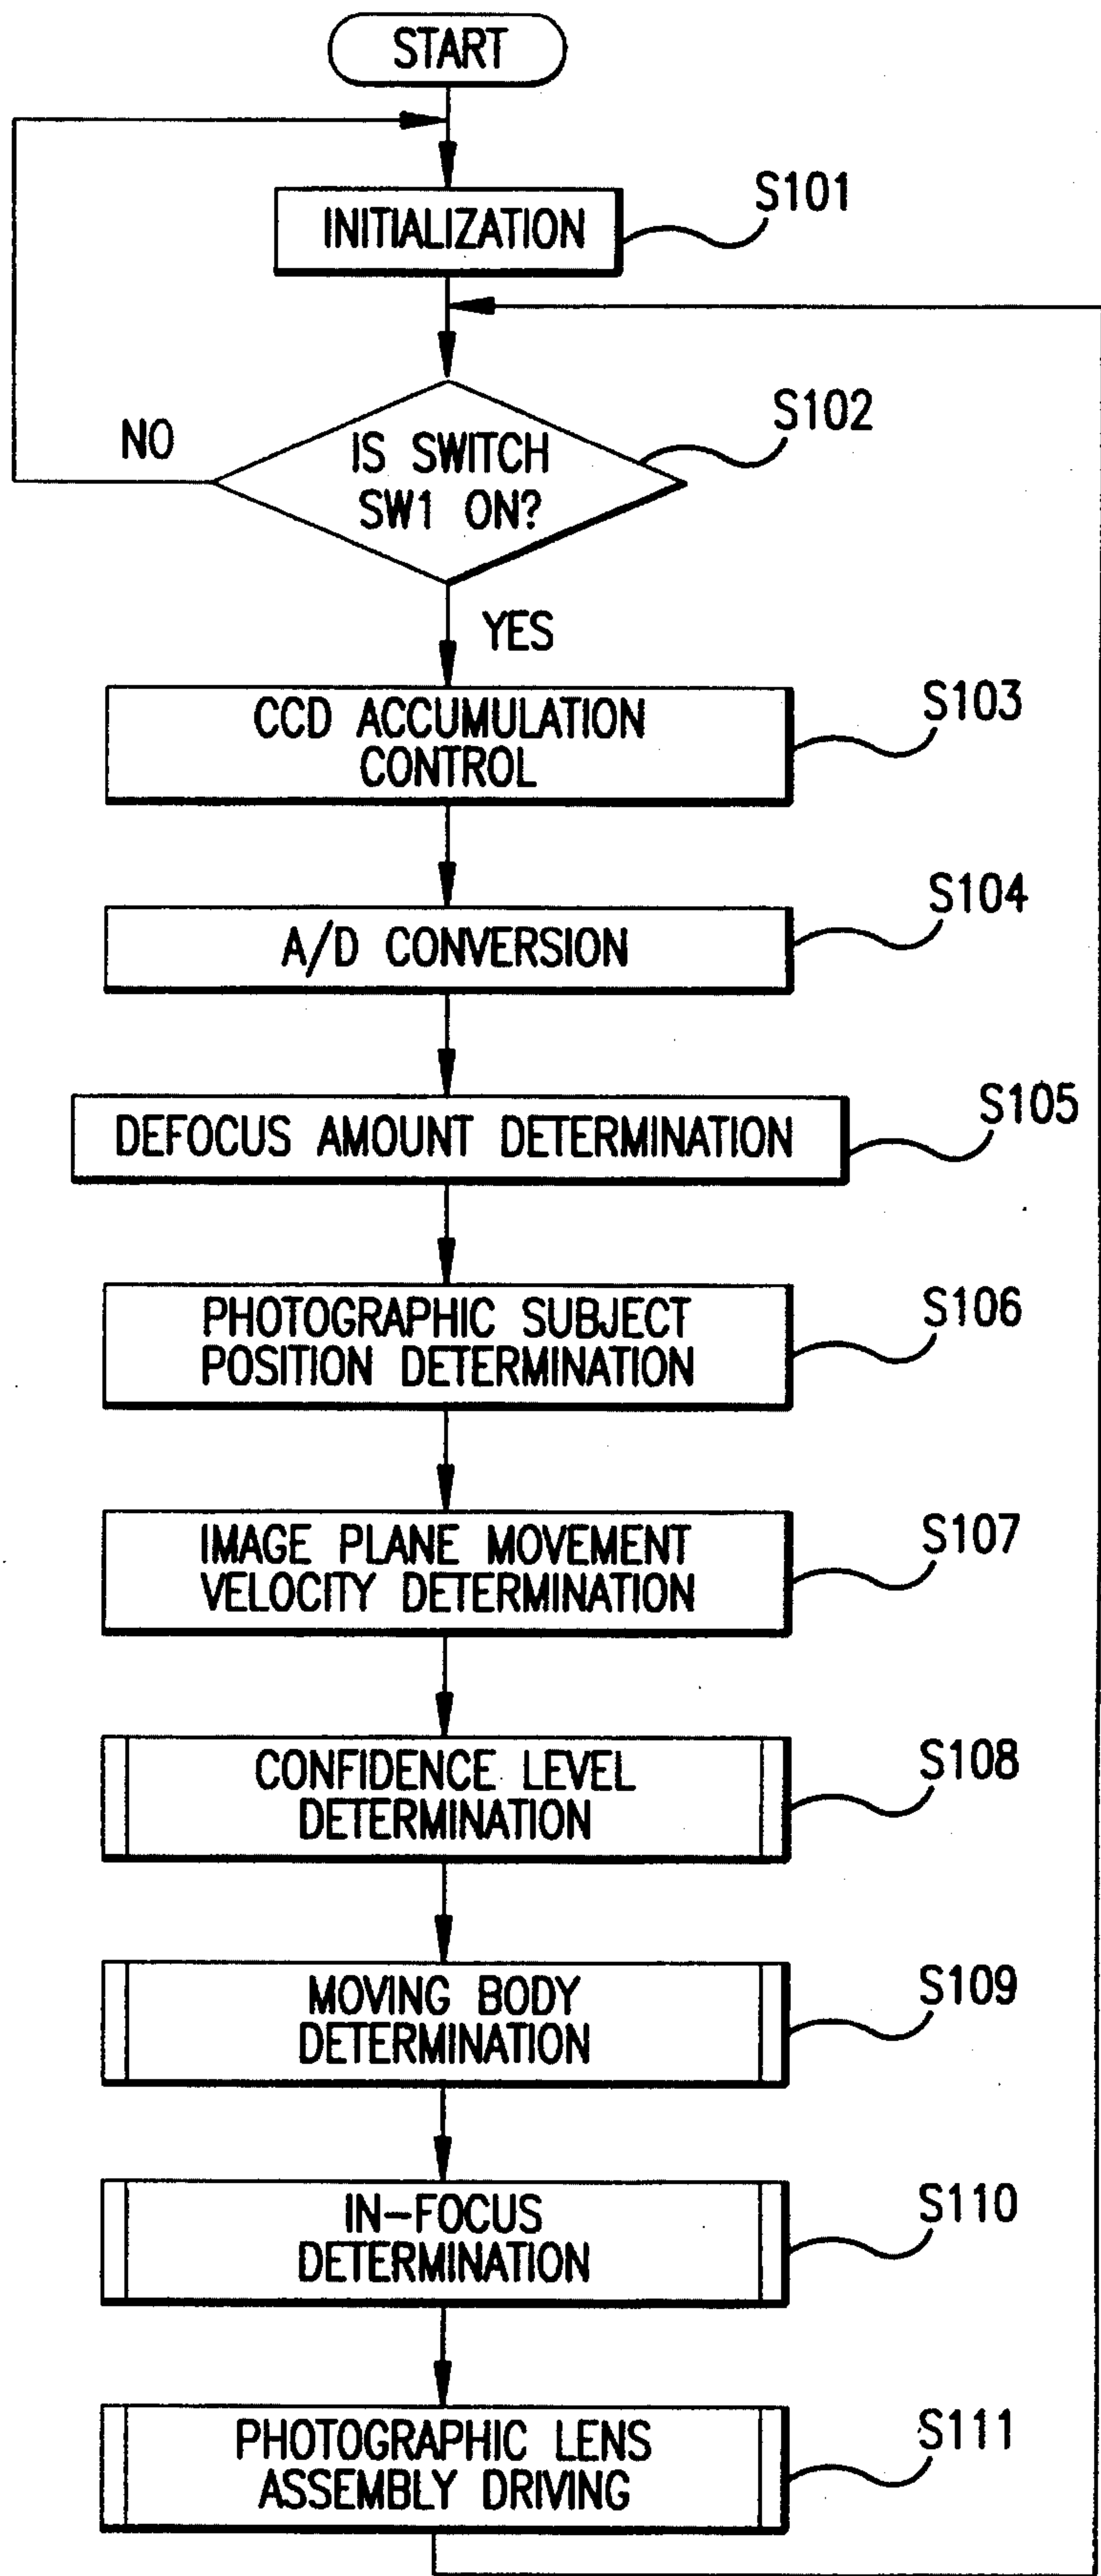 START
INITIALIZATION
S101
IS SWITCH
SW1 ON?
S102
NO
YES
CCD ACCUMULATION
CONTROL
S103
A/D CONVERSION
S104
DEFOCUS AMOUNT DETERMINATION
S105
PHOTOGRAPHIC SUBJECT
POSITION DETERMINATION
S106
IMAGE PLANE MOVEMENT
VELOCITY DETERMINATION
S107
CONFIDENCE LEVEL
DETERMINATION
S108
MOVING BODY
DETERMINATION
S109
IN-FOCUS
DETERMINATION
S110
PHOTOGRAPHIC LENS
ASSEMBLY DRIVING
S111